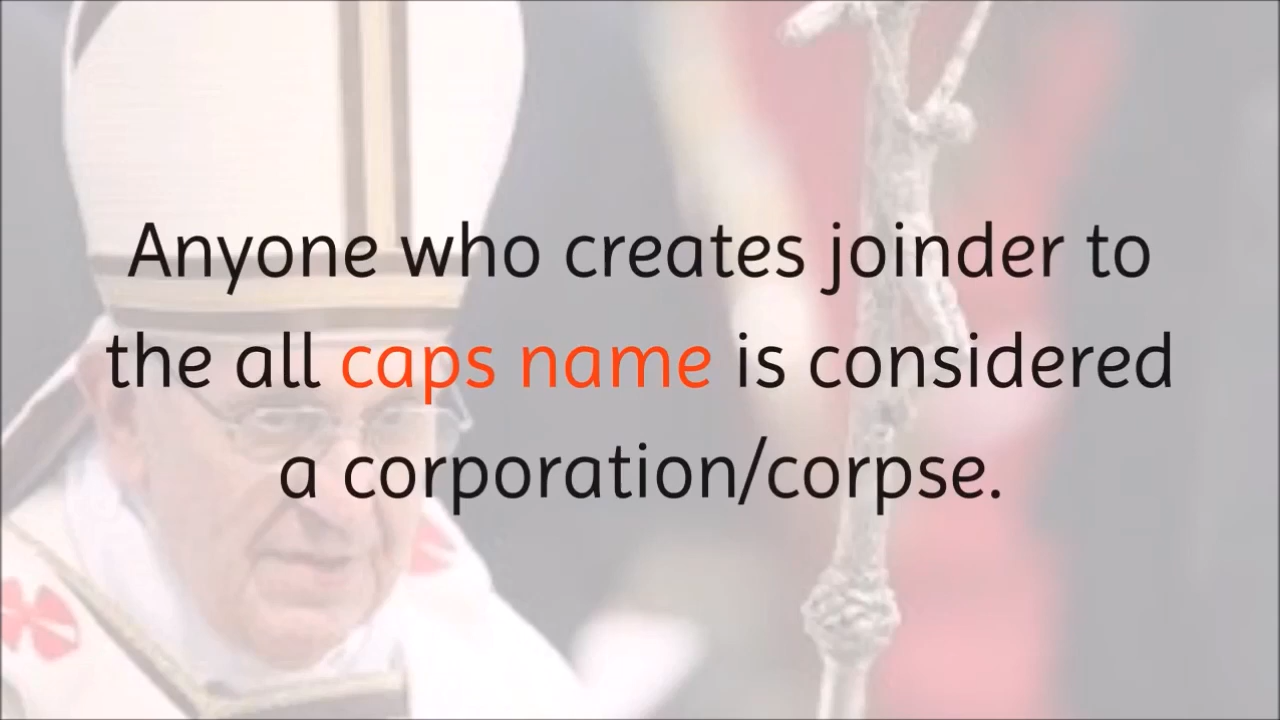 Anyone who creates joinder to
the all caps name is considered
a corporation/corpse.